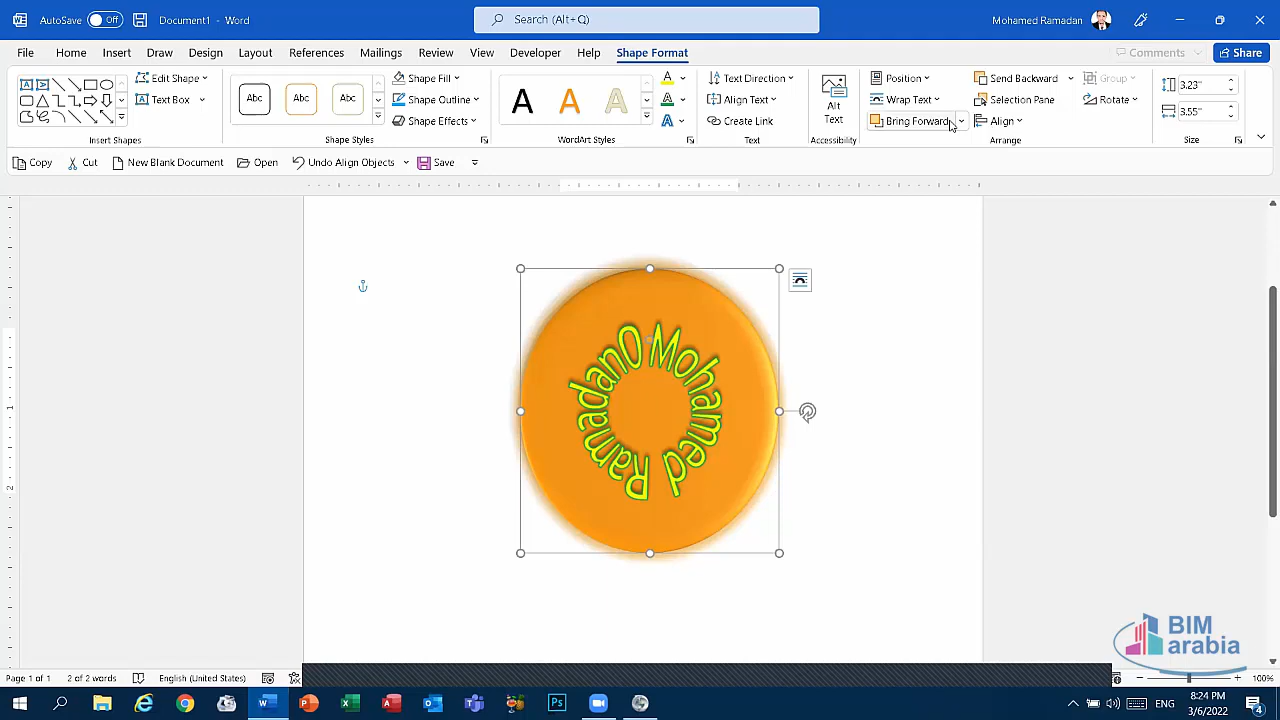 AutoSave Off Document1 - Word Search (Alt+Q) Mohamed Ramadan
File Home Insert Draw Design Layout References Mailings Review View Developer Help Shape Format Comments Share
Edit Shape
Text Box
Insert Shapes
Abc Abc Abc
Shape Fill
Shape Outline
Shape Effects
Shape Styles
A A A
A
A
A
WordArt Styles
Text Direction
Align Text
Create Link
Text
Alt
Text
Accessibility
Position
Wrap Text
Bring Forward
Send Backward
Selection Pane
Align
Group
Rotate
Arrange
3.23"
3.55"
Size
Copy Cut New Blank Document Open Undo Align Objects Save
Mohamed Ramadan0
1
2
BIM
arabia
Page 1 of 1 2 of 2 words English (United States) 100%
ENG
8:24 PM
3/6/2022
4